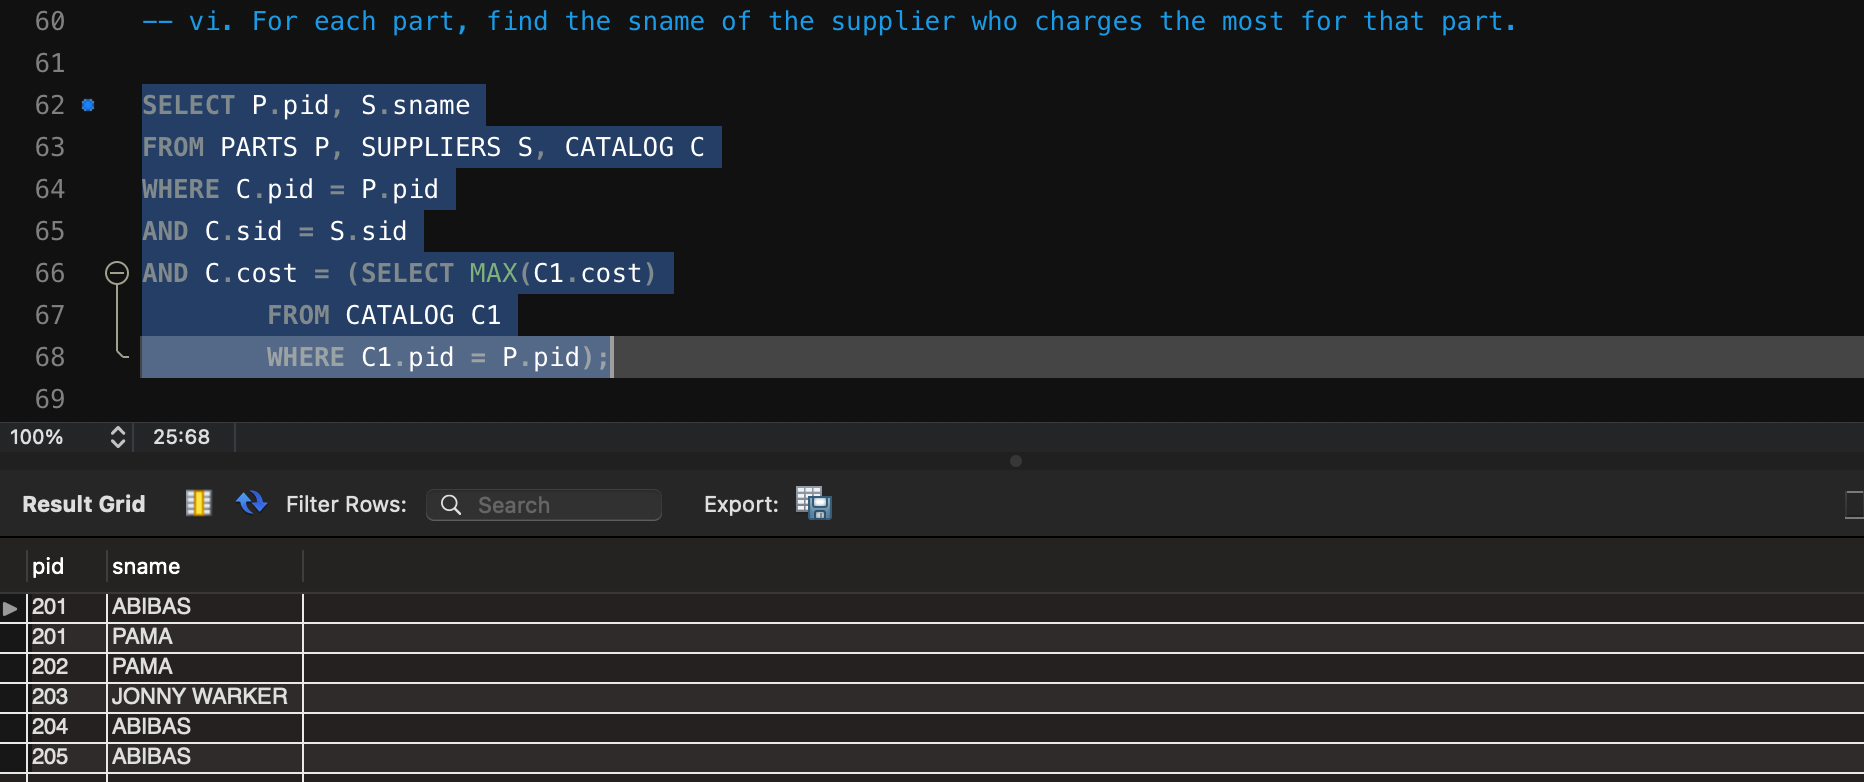 60 -- vi. For each part, find the sname of the supplier who charges the most for that part.
61
62 SELECT P.pid, S.sname
63 FROM PARTS P, SUPPLIERS S, CATALOG C
64 WHERE C.pid = P.pid
65 AND C.sid = S.sid
66 AND C.cost = (SELECT MAX(C1.cost)
67 FROM CATALOG C1
68 WHERE C1.pid = P.pid);
69
100% 25:68
Result Grid Filter Rows: Search Export:
pid sname
201 ABIBAS
201 PAMA
202 PAMA
203 JONNY WARKER
204 ABIBAS
205 ABIBAS